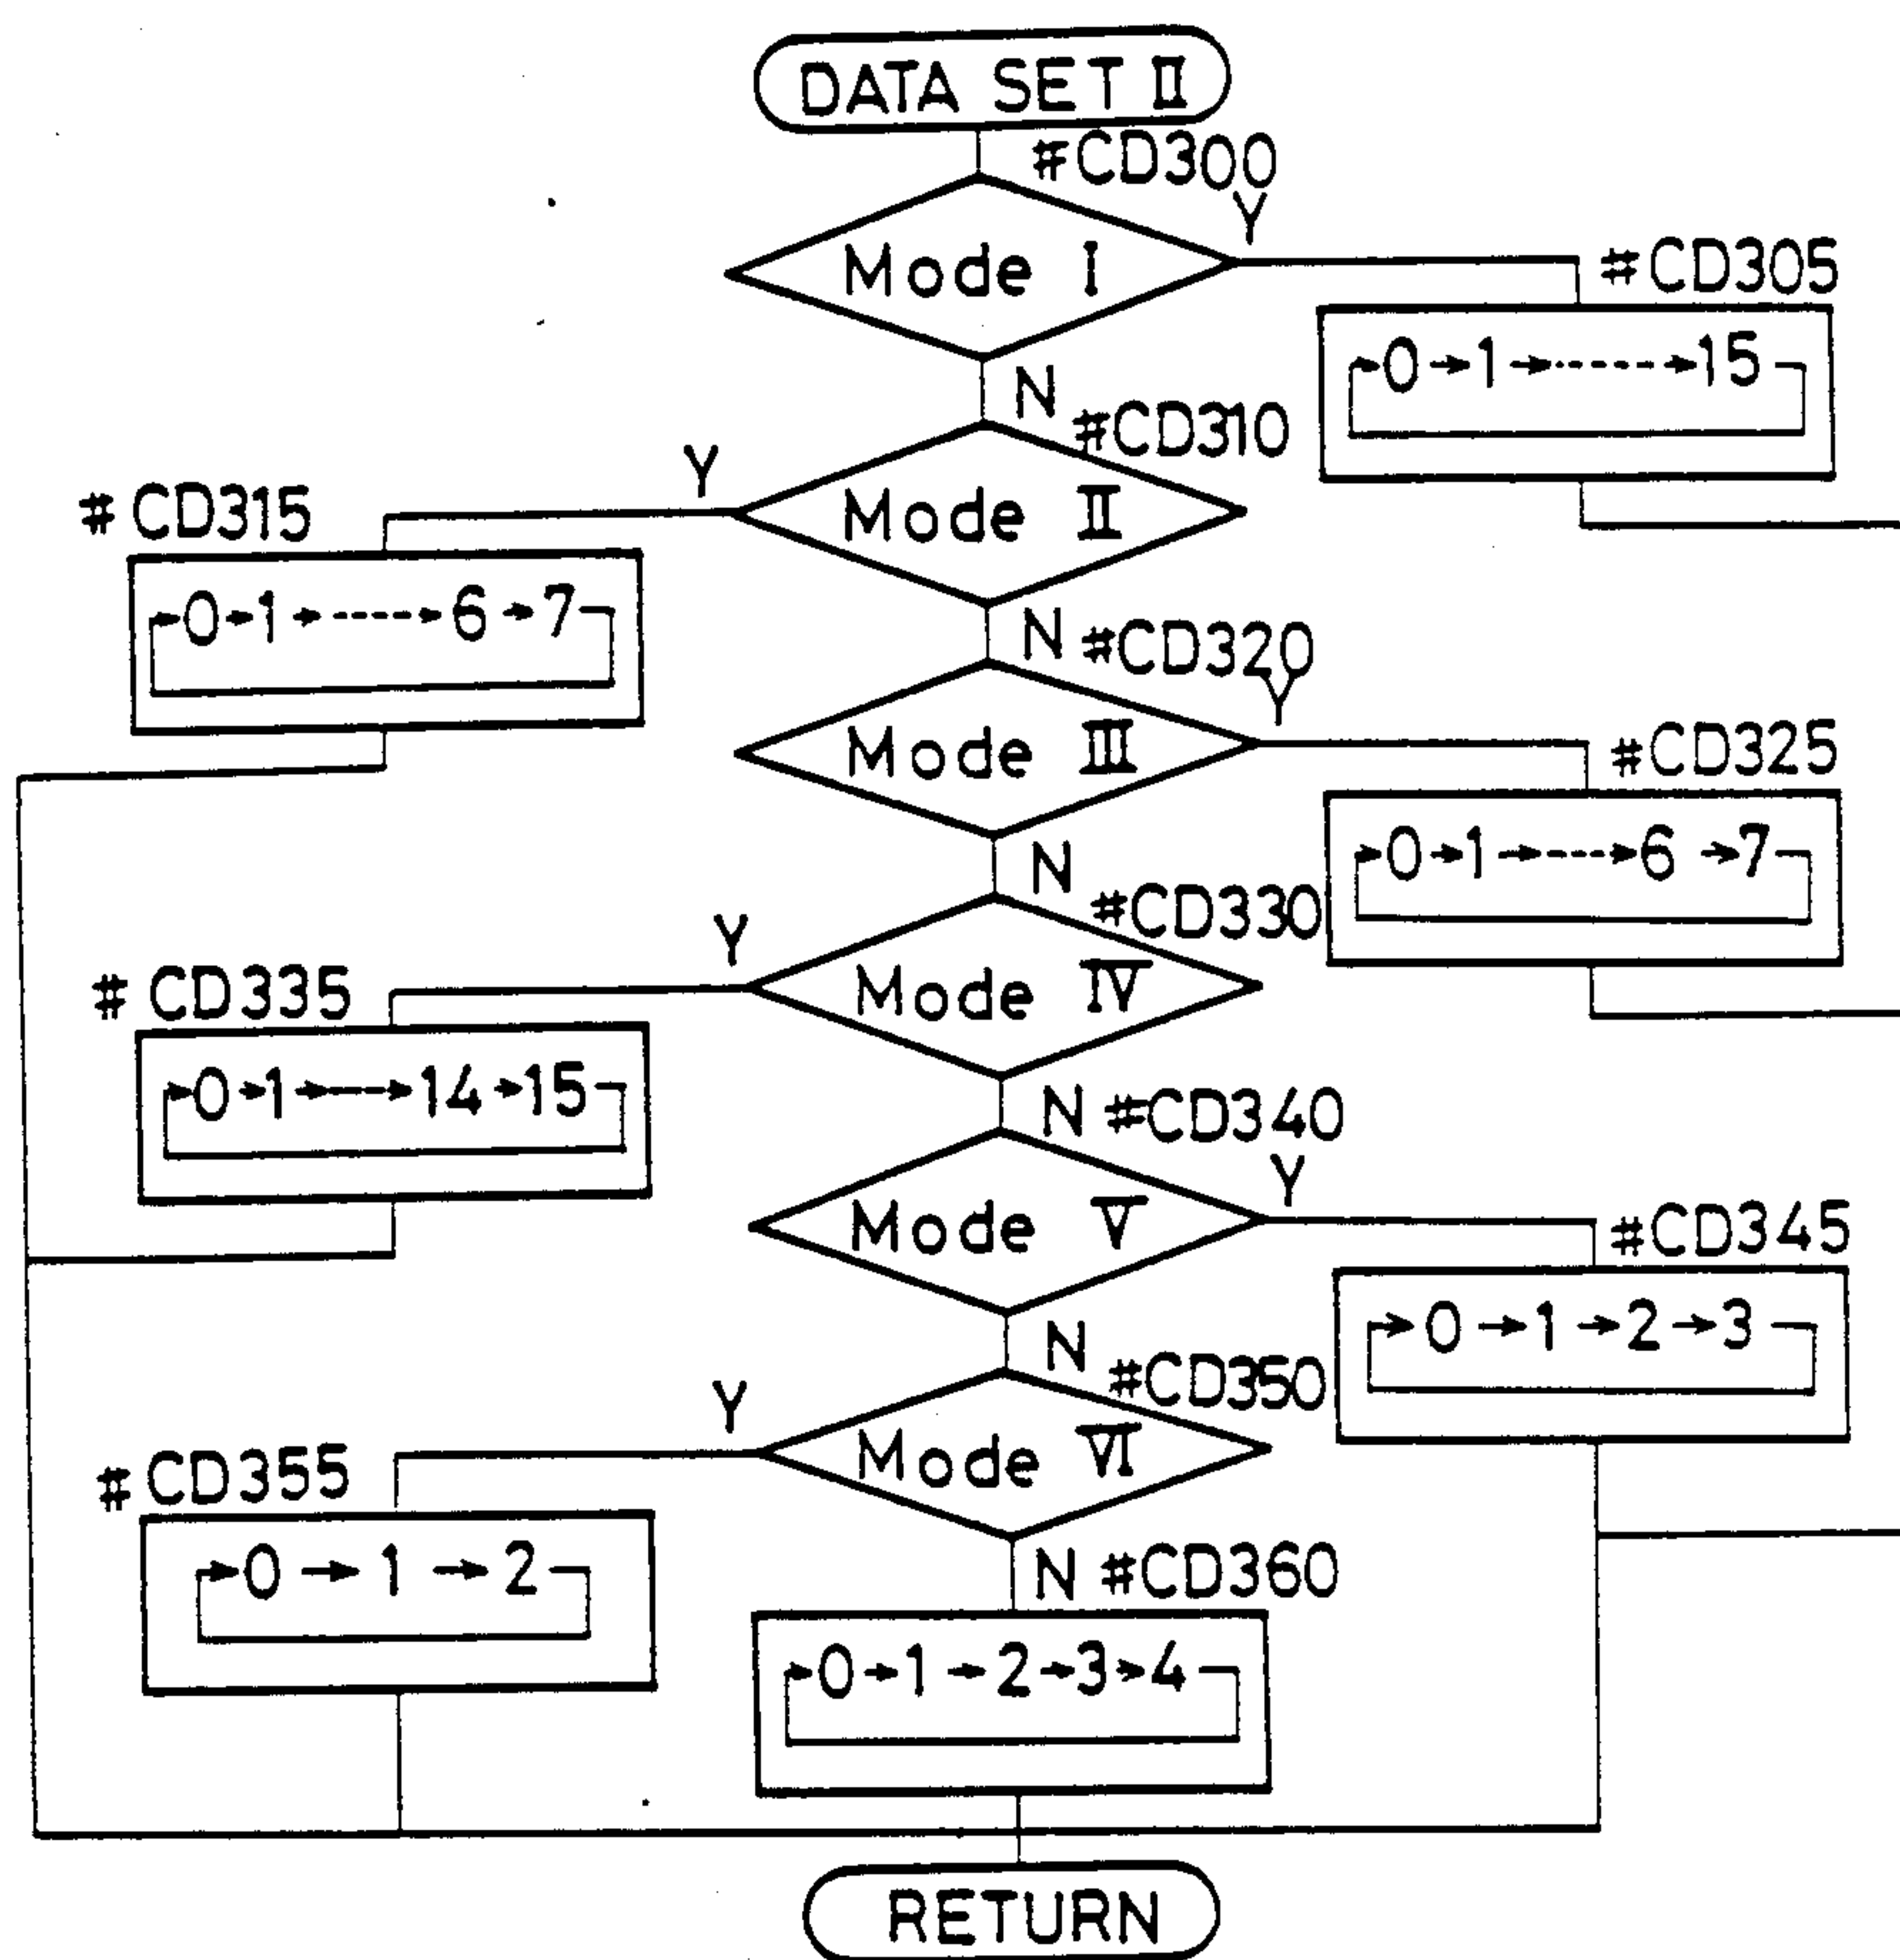 DATA SET II
#CD300
Y
Mode I
#CD305
0→1→------→15
N
#CD310
Y
Mode II
#CD315
0→1→-----→6→7
N #CD320
Y
Mode III
#CD325
0→1→----→6→7
N
#CD330
Y
Mode IV
#CD335
0→1→---→14→15
N #CD340
Y
Mode V
#CD345
0→1→2→3
N
#CD350
Y
Mode VI
#CD355
0→1→2
N #CD360
0→1→2→3→4
RETURN